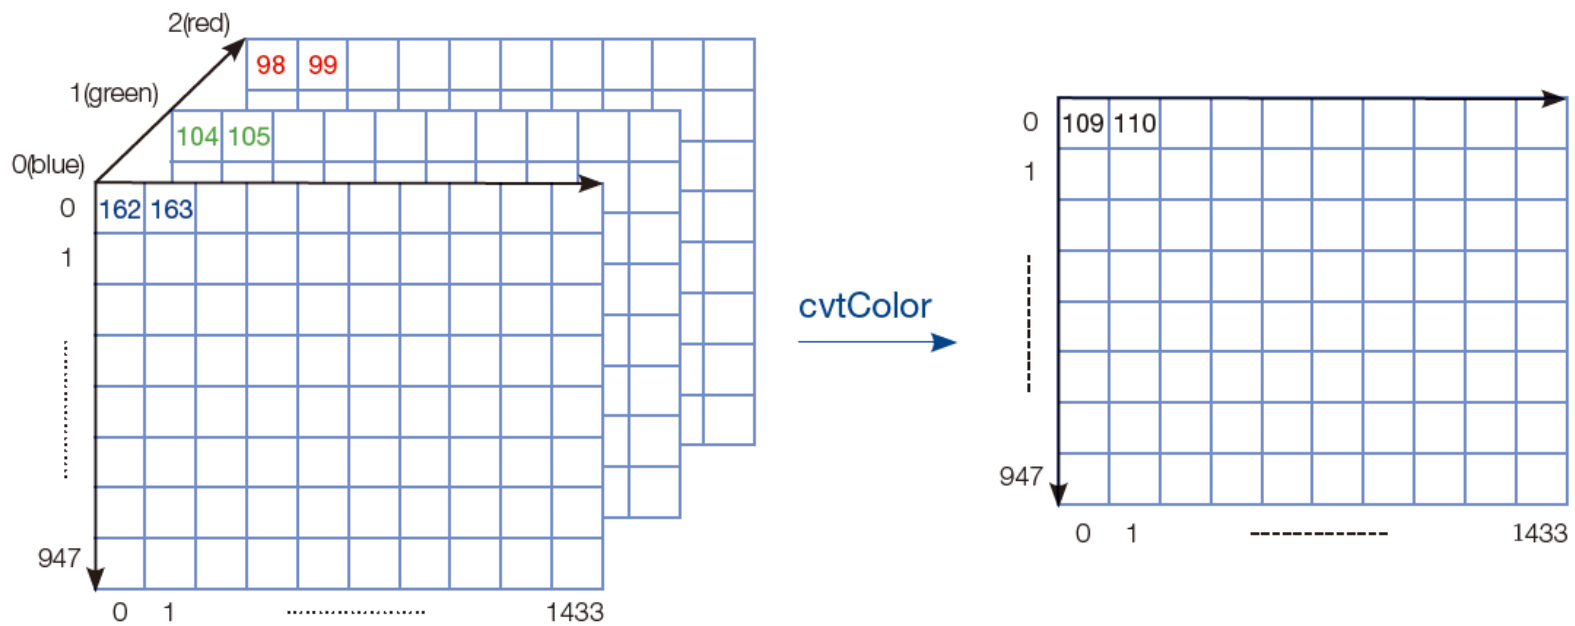 2(red)
98 99
1(green)
104 105
0(blue)
0 162 163
1
947
0 1 1433
cvtColor
0 109 110
1
947
0 1 1433